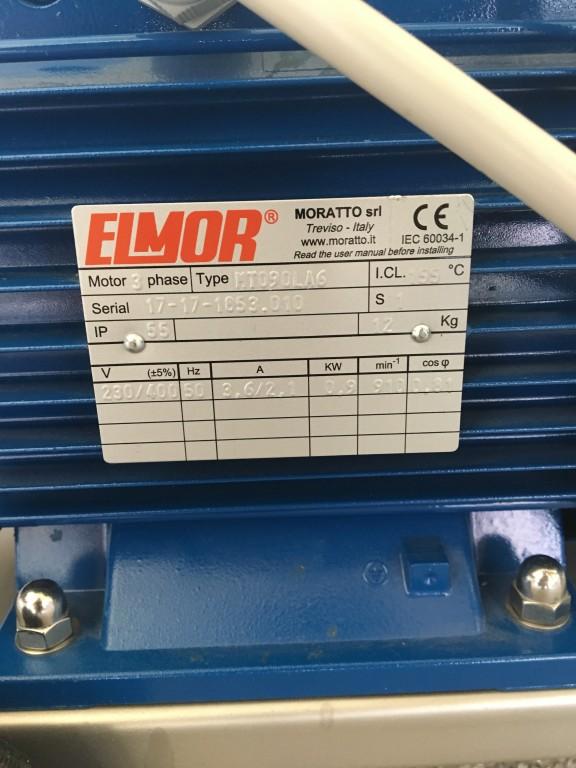 ELMOR®
MORATTO srl
Treviso - Italy
www.moratto.it
CE
IEC 60034-1
Read the user manual before installing
Motor 3 phase Type MT090LA6 I.CL. 155 °C
Serial 17-17-1053.010 S 1
IP 55 12 Kg
V (±5%) Hz A KW min-1 cos φ
230/400 50 3,6/2,1 0.9 910 0.81